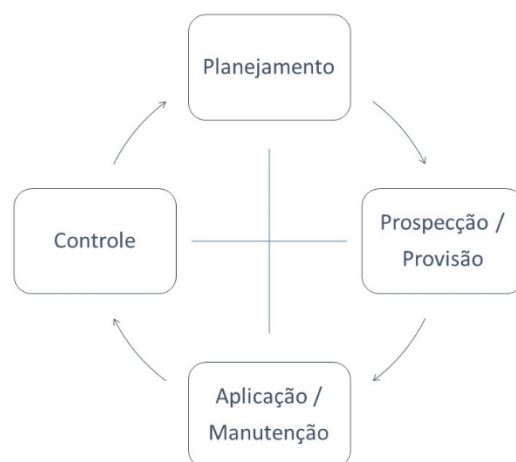 Planejamento
Prospecção /
Provisão
Controle
Aplicação /
Manutenção